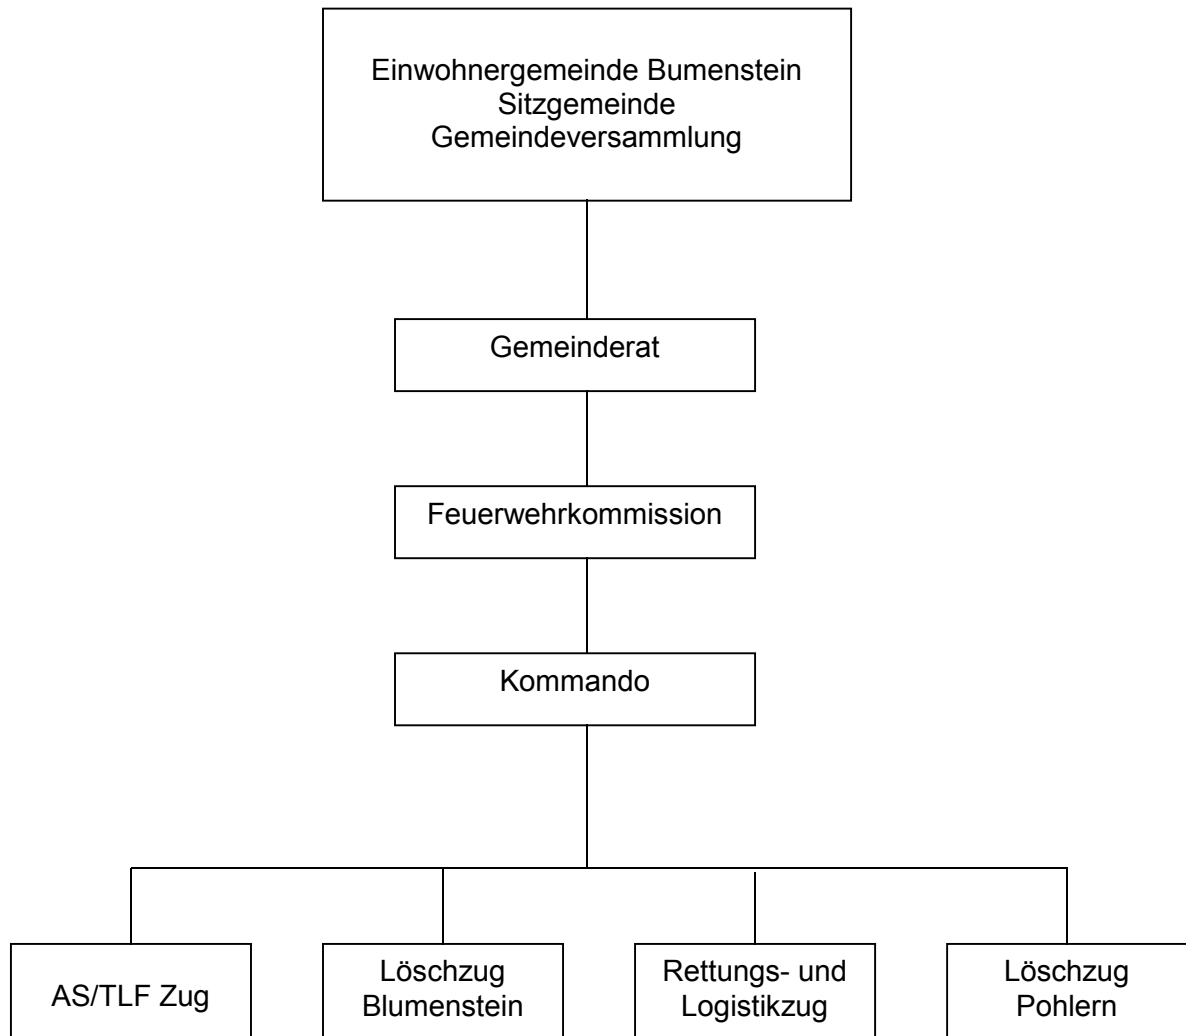 Einwohnergemeinde Bumenstein
Sitzgemeinde
Gemeindeversammlung
Gemeinderat
Feuerwehrkommission
Kommando
AS/TLF Zug
Löschzug
Blumenstein
Rettungs- und
Logistikzug
Löschzug
Pohlern